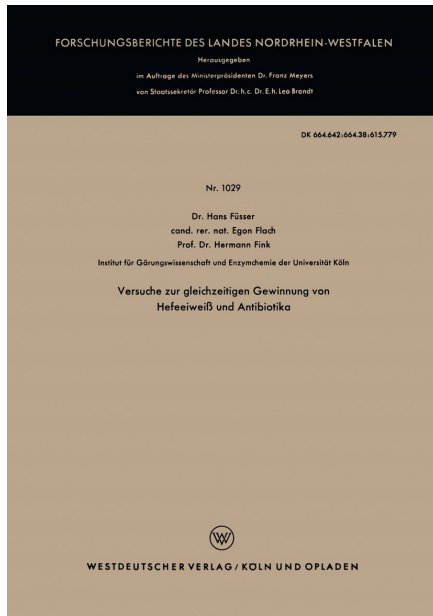 FORSCHUNGSBERICHTE DES LANDES NORDRHEIN-WESTFALEN
Herausgegeben
im Auftrage des Ministerpräsidenten Dr. Franz Meyers
von Staatssekretär Professor Dr. h. c. Dr. E. h. Leo Brandt
DK 664.642:664.38:615.779
Nr. 1029
Dr. Hans Füsser
cand. rer. nat. Egon Flach
Prof. Dr. Hermann Fink
Institut für Gärungswissenschaft und Enzymchemie der Universität Köln
Versuche zur gleichzeitigen Gewinnung von
Hefeeiweiß und Antibiotika
W
WESTDEUTSCHER VERLAG / KÖLN UND OPLADEN